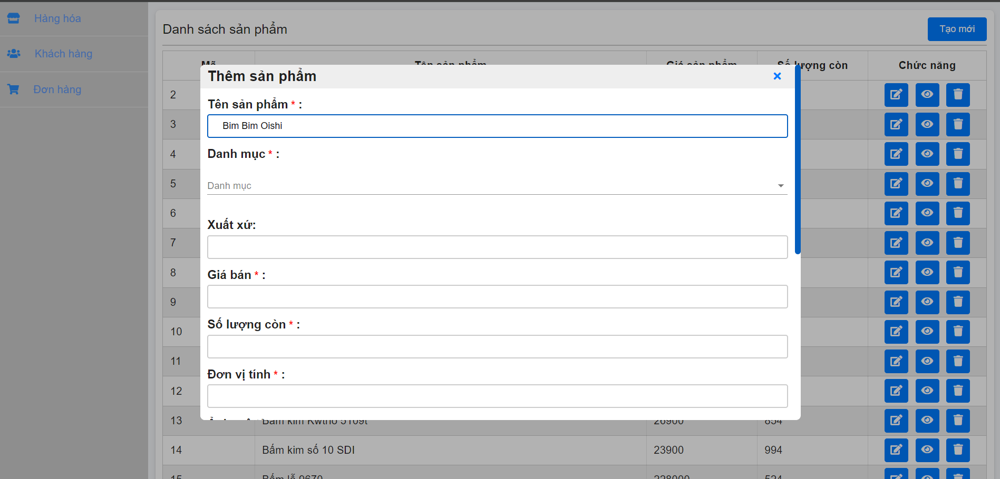 Hàng hóa
Khách hàng
Đơn hàng
Danh sách sản phẩm
Tạo mới
Mã Tên sản phẩm Giá sản phẩm Số lượng còn Chức năng
Thêm sản phẩm
Tên sản phẩm * :
Bim Bim Oishi
Danh mục * :
Danh mục
Xuất xứ:
Giá bán * :
Số lượng còn * :
Đơn vị tính * :
2
3
4
5
6
7
8
9
10
11
12
13 Bấm kim Kwtrio 5109t 26900 854
14 Bấm kim số 10 SDI 23900 994
15 Bấm lỗ 9670 228000 524